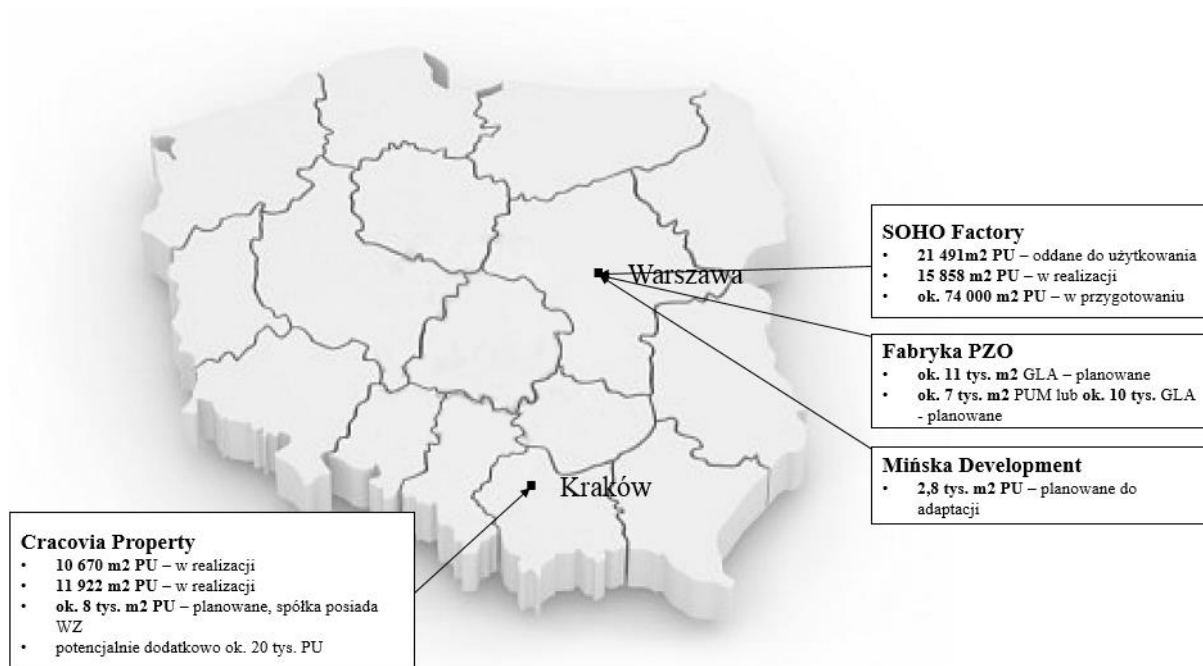 SOHO Factory
• 21 491m2 PU – oddane do użytkowania
• 15 858 m2 PU – w realizacji
• ok. 74 000 m2 PU – w przygotowaniu
Warszawa
Fabryka PZO
• ok. 11 tys. m2 GLA – planowane
• ok. 7 tys. m2 PUM lub ok. 10 tys. GLA
- planowane
Mińska Development
• 2,8 tys. m2 PU – planowane do
adaptacji
Kraków
Cracovia Property
• 10 670 m2 PU – w realizacji
• 11 922 m2 PU – w realizacji
• ok. 8 tys. m2 PU – planowane, spółka posiada
WZ
• potencjalnie dodatkowo ok. 20 tys. PU